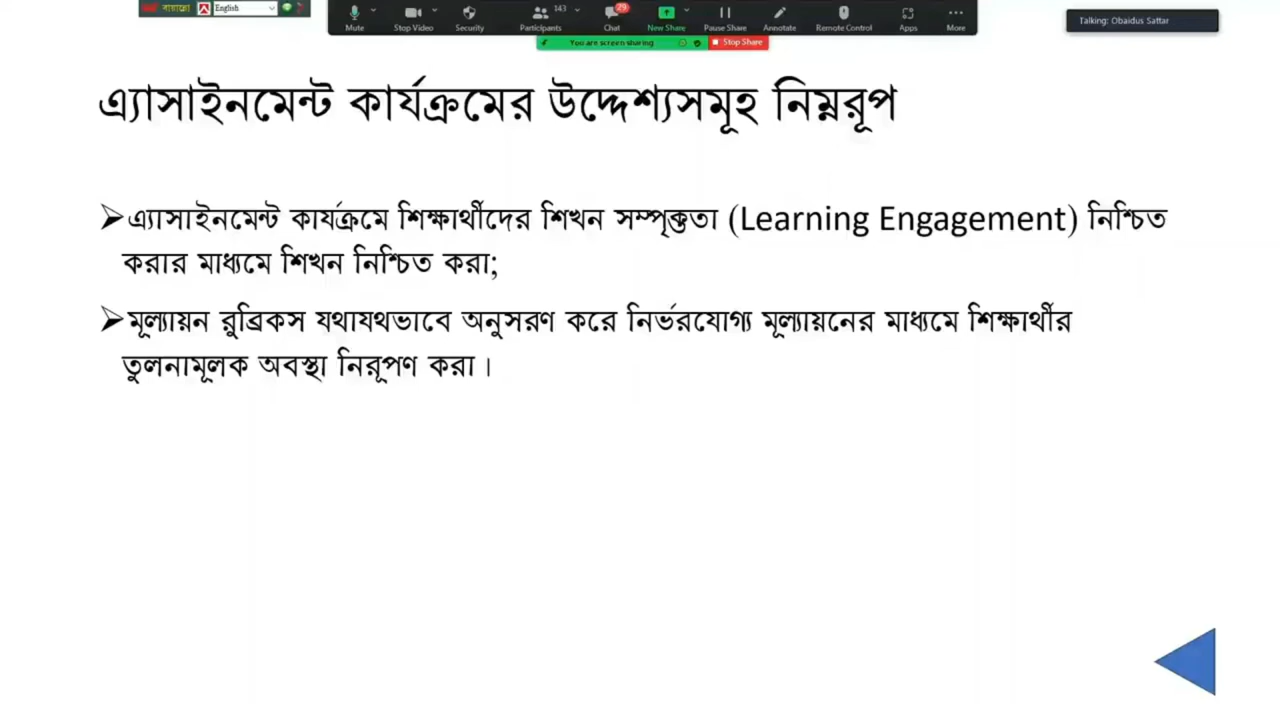 বায়ান্নো English
Mute Stop Video Security Participants 143 Chat 29 New Share Pause Share Annotate Remote Control Apps More
Talking: Obaidus Sattar
You are screen sharing Stop Share
এ্যাসাইনমেন্ট কার্যক্রমের উদ্দেশ্যসমূহ নিম্নরূপ
➢এ্যাসাইনমেন্ট কার্যক্রমে শিক্ষার্থীদের শিখন সম্পৃক্ততা (Learning Engagement) নিশ্চিত
করার মাধ্যমে শিখন নিশ্চিত করা;
➢মূল্যায়ন রুব্রিকস যথাযথভাবে অনুসরণ করে নির্ভরযোগ্য মূল্যায়নের মাধ্যমে শিক্ষার্থীর
তুলনামূলক অবস্থা নিরূপণ করা।